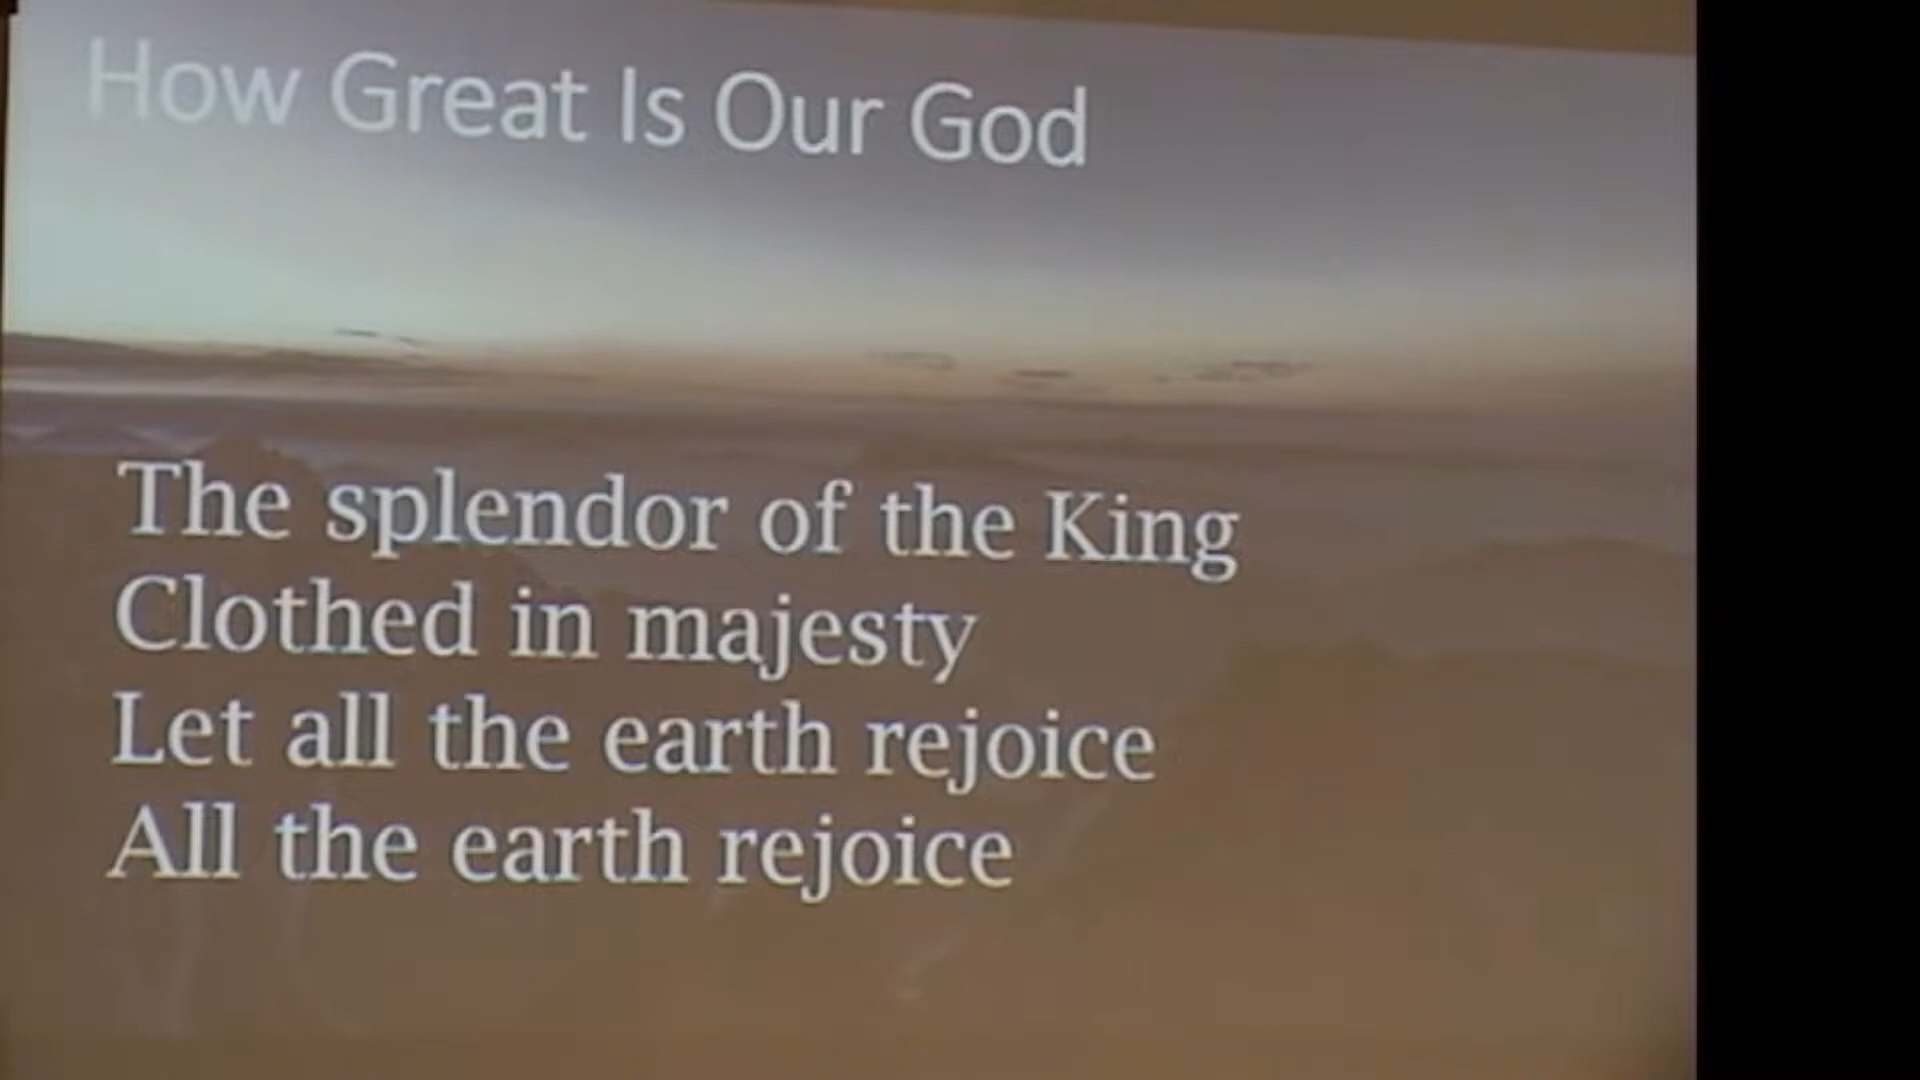 How Great Is Our God
The splendor of the King
Clothed in majesty
Let all the earth rejoice
All the earth rejoice